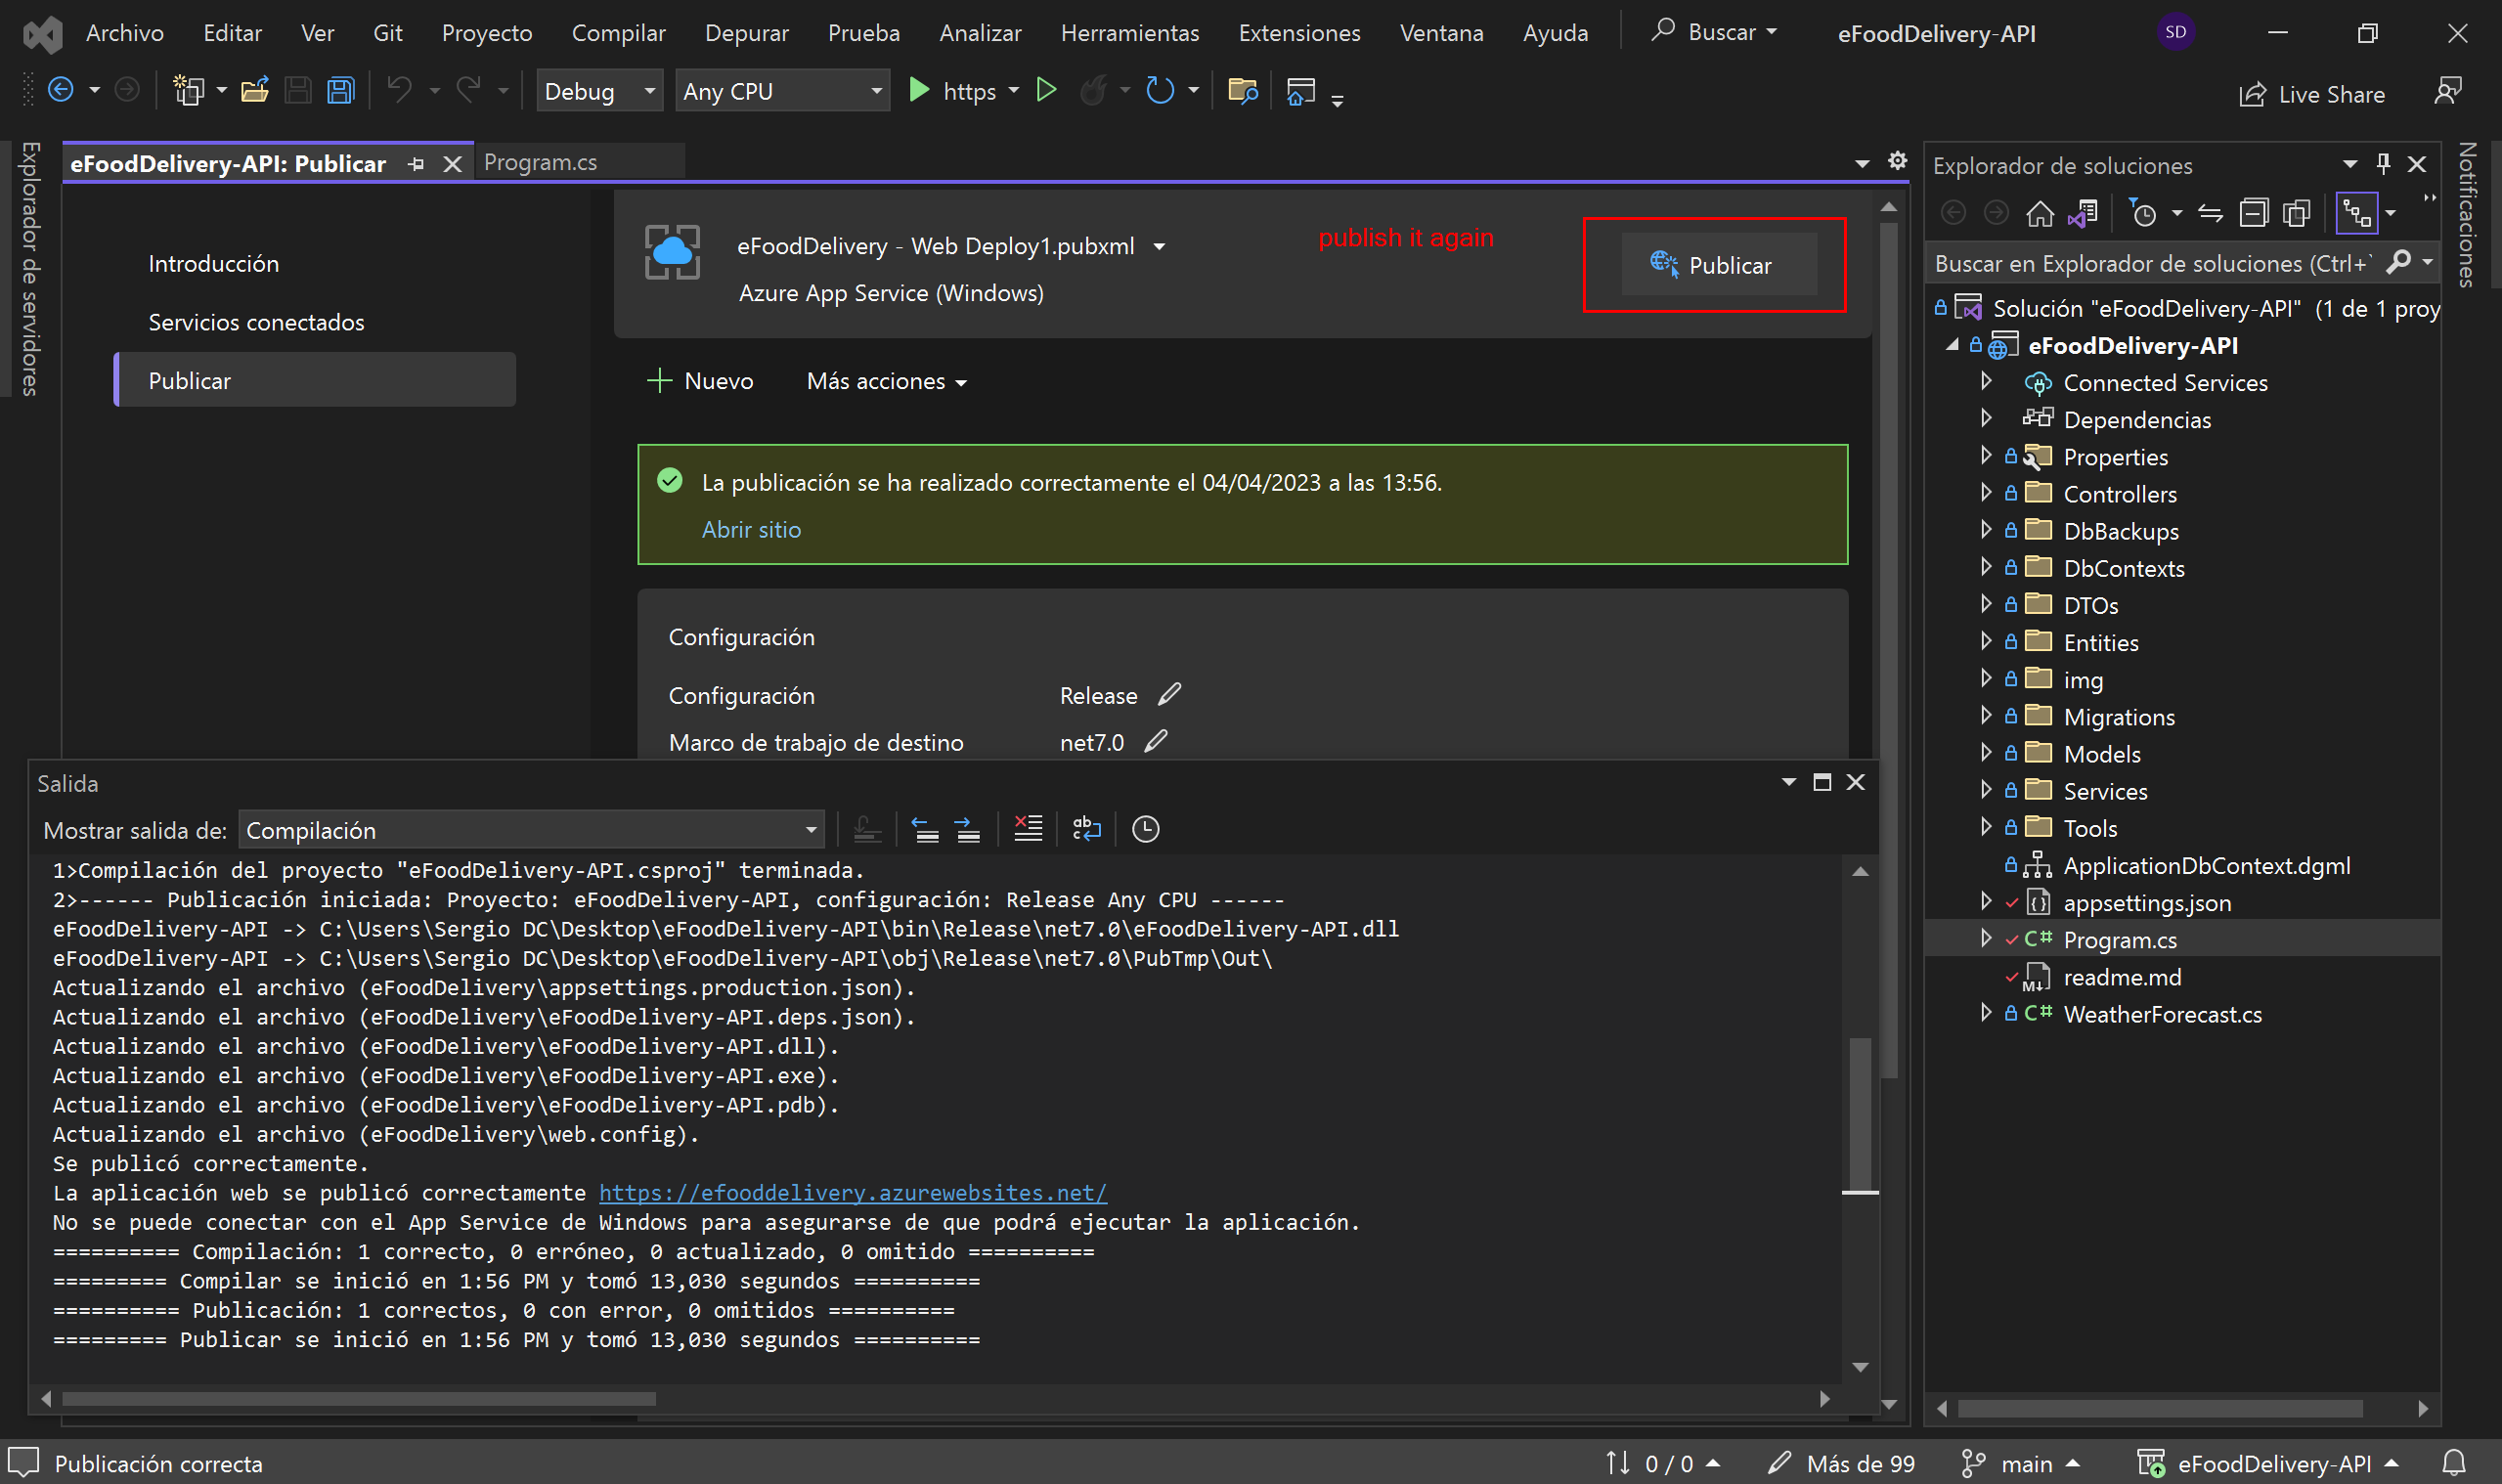 Archivo Editar Ver Git Proyecto Compilar Depurar Prueba Analizar Herramientas Extensiones Ventana Ayuda Buscar eFoodDelivery-API SD
Debug Any CPU https Live Share
Explorador de servidores
eFoodDelivery-API: Publicar Program.cs
Introducción
Servicios conectados
Publicar
eFoodDelivery - Web Deploy1.pubxml
Azure App Service (Windows)
publish it again
Publicar
Nuevo Más acciones
La publicación se ha realizado correctamente el 04/04/2023 a las 13:56.
Abrir sitio
Configuración
Configuración Release
Marco de trabajo de destino net7.0
Salida
Mostrar salida de: Compilación
1>Compilación del proyecto "eFoodDelivery-API.csproj" terminada.
2>------ Publicación iniciada: Proyecto: eFoodDelivery-API, configuración: Release Any CPU ------
eFoodDelivery-API -> C:\Users\Sergio DC\Desktop\eFoodDelivery-API\bin\Release\net7.0\eFoodDelivery-API.dll
eFoodDelivery-API -> C:\Users\Sergio DC\Desktop\eFoodDelivery-API\obj\Release\net7.0\PubTmp\Out\
Actualizando el archivo (eFoodDelivery\appsettings.production.json).
Actualizando el archivo (eFoodDelivery\eFoodDelivery-API.deps.json).
Actualizando el archivo (eFoodDelivery\eFoodDelivery-API.dll).
Actualizando el archivo (eFoodDelivery\eFoodDelivery-API.exe).
Actualizando el archivo (eFoodDelivery\eFoodDelivery-API.pdb).
Actualizando el archivo (eFoodDelivery\web.config).
Se publicó correctamente.
La aplicación web se publicó correctamente https://efooddelivery.azurewebsites.net/
No se puede conectar con el App Service de Windows para asegurarse de que podrá ejecutar la aplicación.
========== Compilación: 1 correcto, 0 erróneo, 0 actualizado, 0 omitido ==========
========= Compilar se inició en 1:56 PM y tomó 13,030 segundos ==========
========== Publicación: 1 correctos, 0 con error, 0 omitidos ==========
========= Publicar se inició en 1:56 PM y tomó 13,030 segundos ==========
Explorador de soluciones
Buscar en Explorador de soluciones (Ctrl+
Solución "eFoodDelivery-API" (1 de 1 proy
eFoodDelivery-API
Connected Services
Dependencias
Properties
Controllers
DbBackups
DbContexts
DTOs
Entities
img
Migrations
Models
Services
Tools
ApplicationDbContext.dgml
appsettings.json
C# Program.cs
M↓ readme.md
C# WeatherForecast.cs
Notificaciones
Publicación correcta 0 / 0 Más de 99 main eFoodDelivery-API